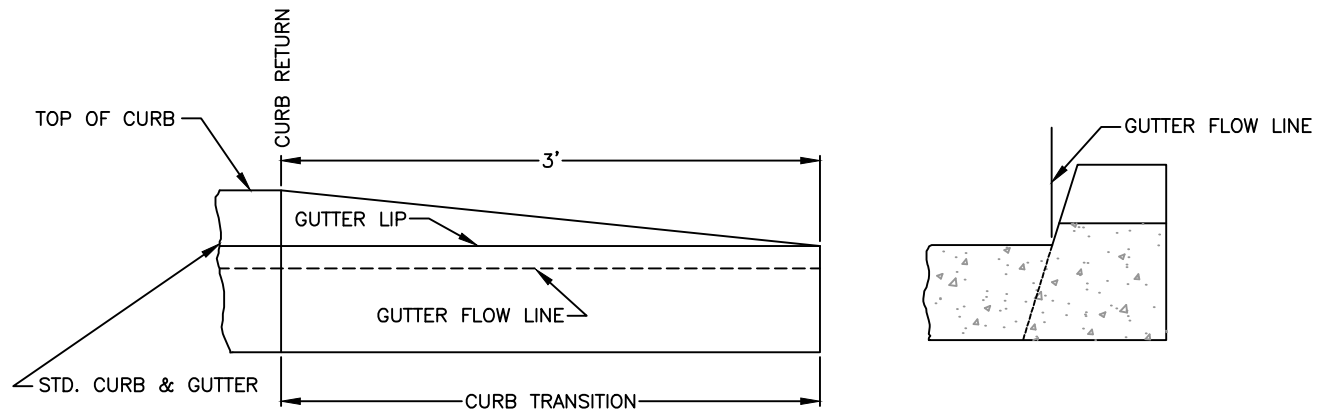 CURB RETURN
TOP OF CURB
3'
GUTTER FLOW LINE
GUTTER LIP
GUTTER FLOW LINE
STD. CURB & GUTTER
CURB TRANSITION